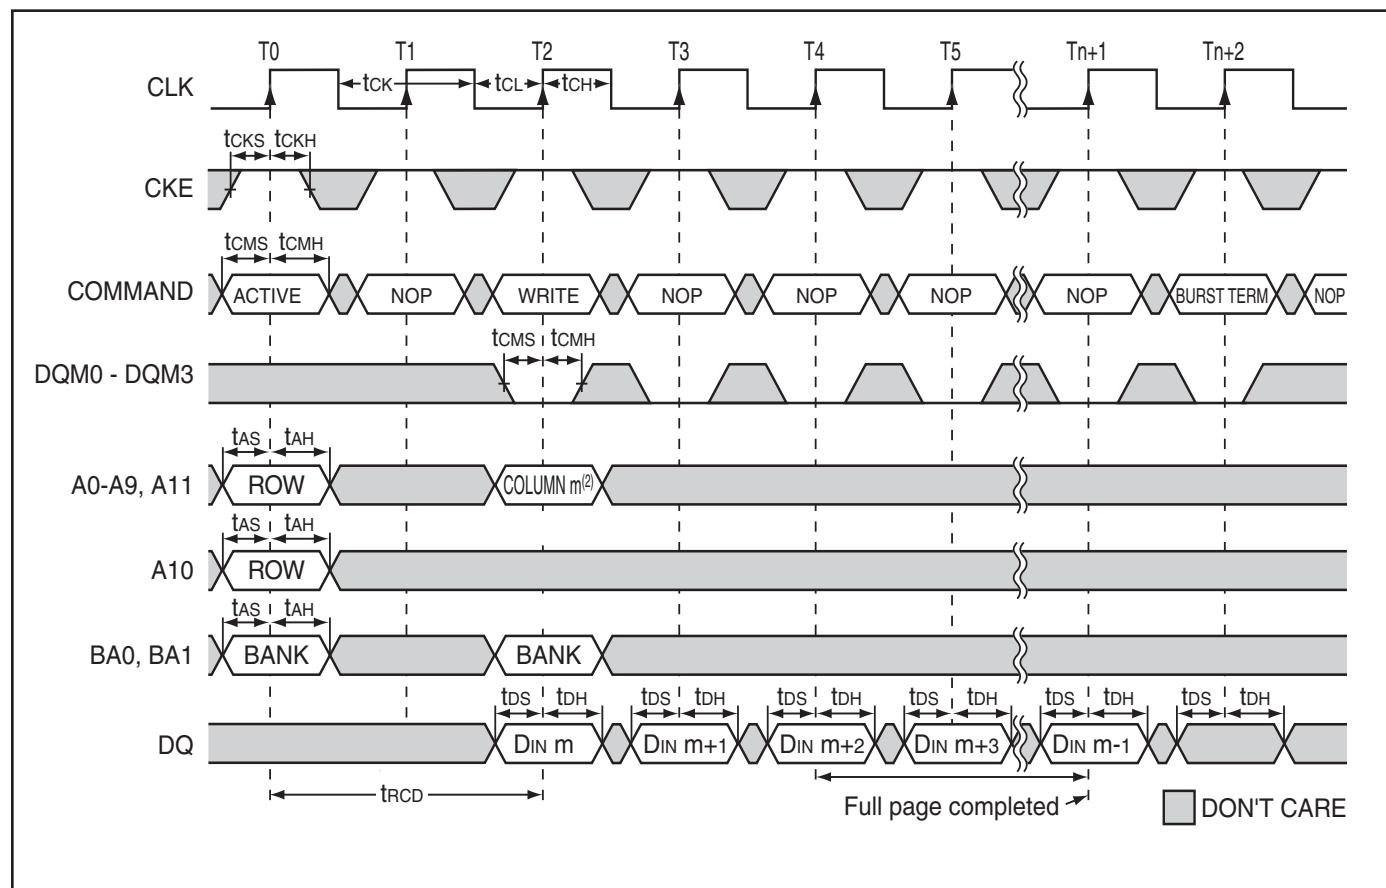 T0 T1 T2 T3 T4 T5 Tn+1 Tn+2
CLK tCK tCL tCH
tCKS tCKH
CKE
tCMS tCMH
COMMAND ACTIVE NOP WRITE NOP NOP NOP NOP BURST TERM NOP
tCMS tCMH
DQM0 - DQM3
tAS tAH
A0-A9, A11 ROW COLUMN m(2)
tAS tAH
A10 ROW
tAS tAH
BA0, BA1 BANK BANK
tDS tDH tDS tDH tDS tDH tDS tDH tDS tDH tDS tDH
DQ DIN m DIN m+1 DIN m+2 DIN m+3 DIN m-1
tRCD
Full page completed
DON'T CARE